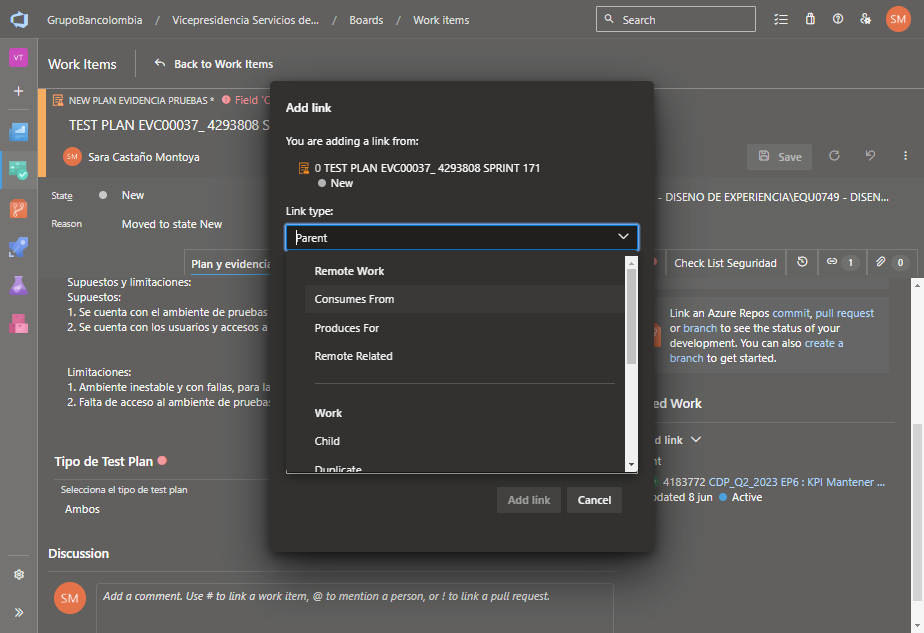 GrupoBancolombia / Vicepresidencia Servicios de... / Boards / Work items
Search
SM
VT
Work Items
Back to Work Items
NEW PLAN EVIDENCIA PRUEBAS *
Field 'C
TEST PLAN EVC00037_ 4293808 S
SM
Sara Castaño Montoya
Save
State
New
Reason
Moved to state New
- DISENO DE EXPERIENCIA\EQU0749 - DISEN...
Plan y evidencia
Check List Seguridad
1
0
Supuestos y limitaciones:
Supuestos:
1. Se cuenta con el ambiente de pruebas
2. Se cuenta con los usuarios y accesos a
Limitaciones:
1. Ambiente inestable y con fallas, para la
2. Falta de acceso al ambiente de pruebas
Tipo de Test Plan
Selecciona el tipo de test plan
Ambos
Discussion
SM
Add a comment. Use # to link a work item, @ to mention a person, or ! to link a pull request.
Add link
You are adding a link from:
0 TEST PLAN EVC00037_ 4293808 SPRINT 171
New
Link type:
Parent
Remote Work
Consumes From
Produces For
Remote Related
Work
Child
Duplicate
Add link
Cancel
Link an Azure Repos commit, pull request
or branch to see the status of your
development. You can also create a
branch to get started.
ed Work
d link
nt
4183772 CDP_Q2_2023 EP6 : KPI Mantener ...
pdated 8 jun
Active